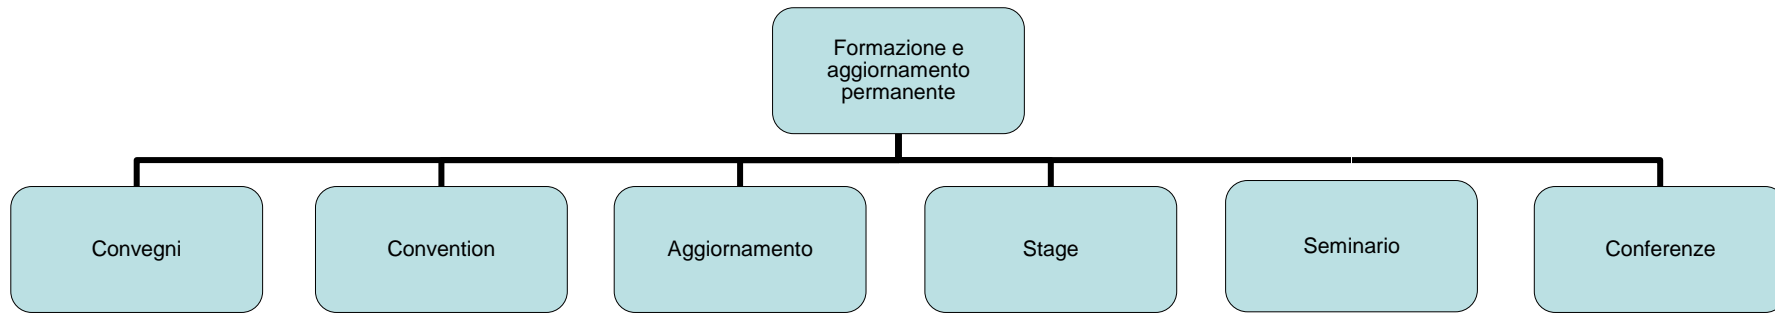 Formazione e
aggiornamento
permanente
Convegni
Convention
Aggiornamento
Stage
Seminario
Conferenze